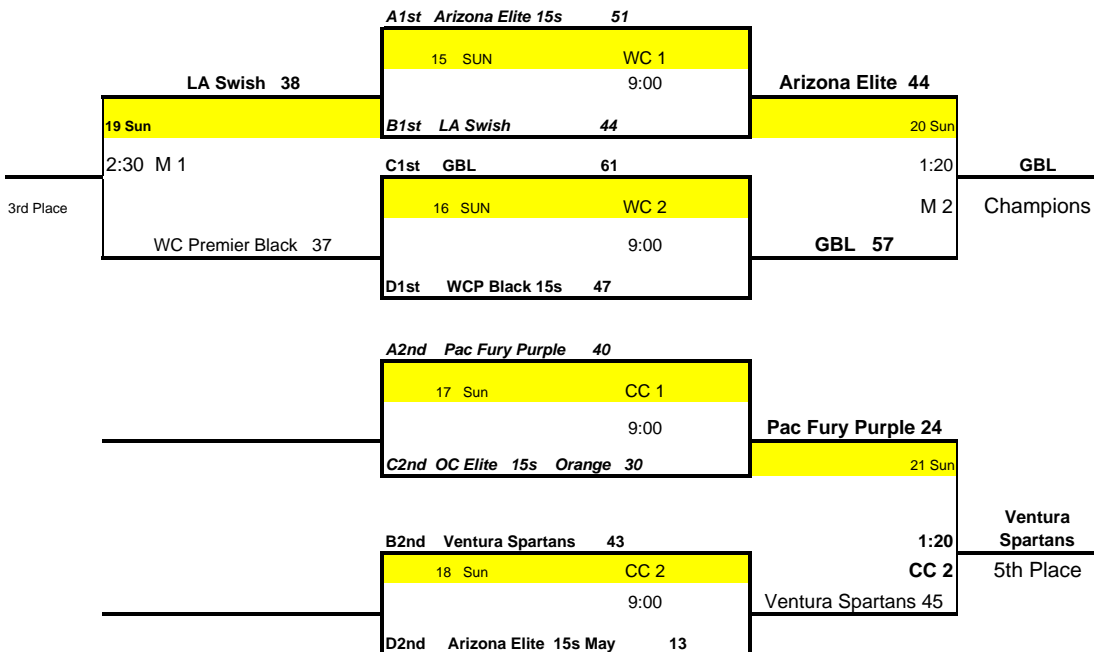 A1st Arizona Elite 15s 51
15 SUN WC 1
LA Swish 38 9:00 Arizona Elite 44
19 Sun B1st LA Swish 44 20 Sun
2:30 M 1 C1st GBL 61 1:20 GBL
3rd Place 16 SUN WC 2 M 2 Champions
WC Premier Black 37 9:00 GBL 57
D1st WCP Black 15s 47
A2nd Pac Fury Purple 40
17 Sun CC 1
9:00 Pac Fury Purple 24
C2nd OC Elite 15s Orange 30 21 Sun
Ventura
B2nd Ventura Spartans 43 1:20 Spartans
18 Sun CC 2 CC 2 5th Place
9:00 Ventura Spartans 45
D2nd Arizona Elite 15s May 13